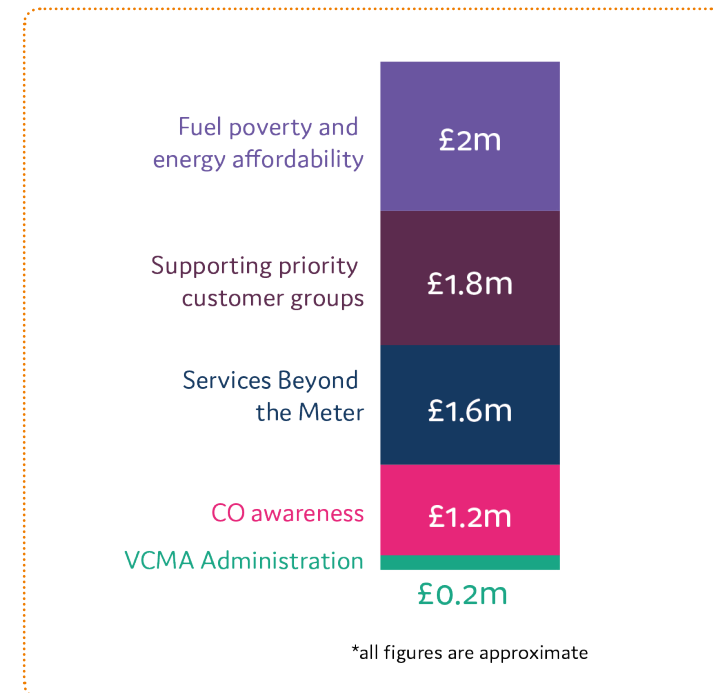 Fuel poverty and
energy affordability
£2m
Supporting priority
customer groups
£1.8m
Services Beyond
the Meter
£1.6m
CO awareness
£1.2m
VCMA Administration
£0.2m
*all figures are approximate